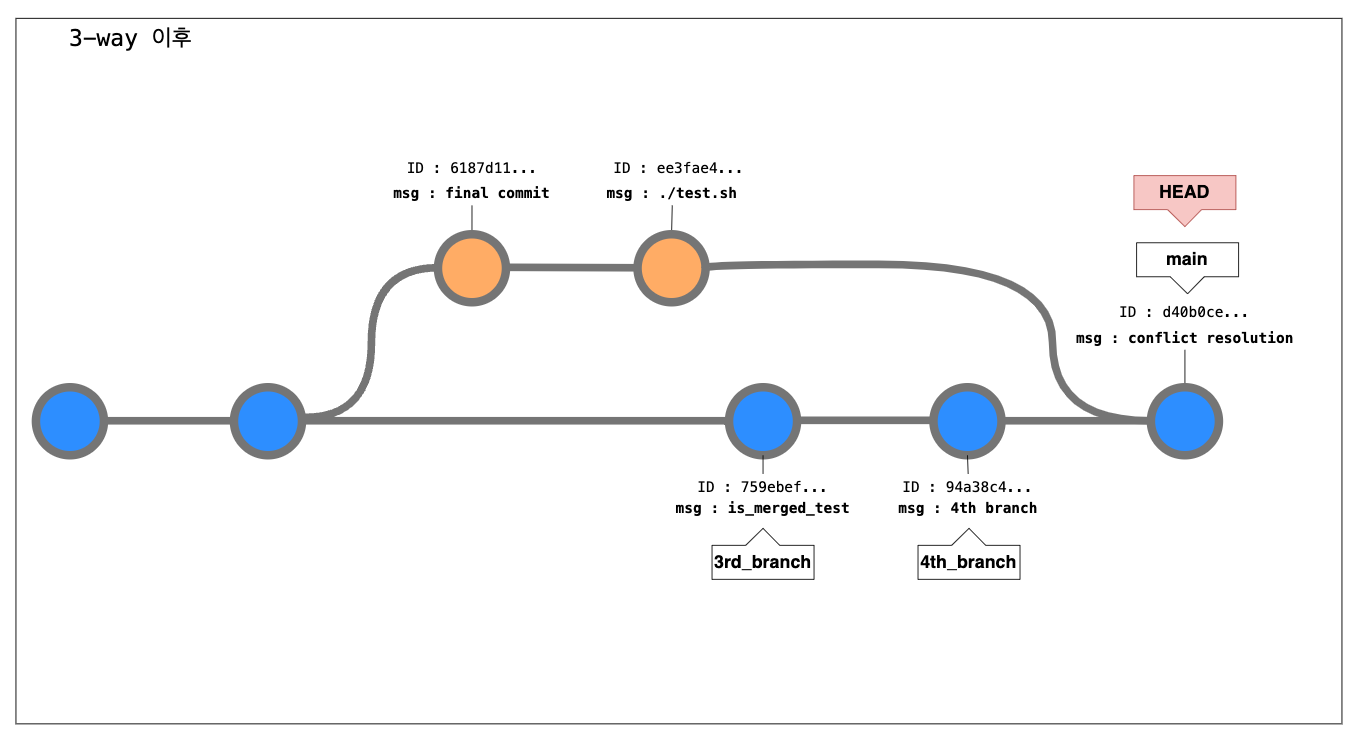 3-way 이후
ID : 6187d11...
msg : final commit
ID : ee3fae4...
msg : ./test.sh
HEAD
main
ID : d40b0ce...
msg : conflict resolution
ID : 759ebef...
msg : is_merged_test
3rd_branch
ID : 94a38c4...
msg : 4th branch
4th_branch